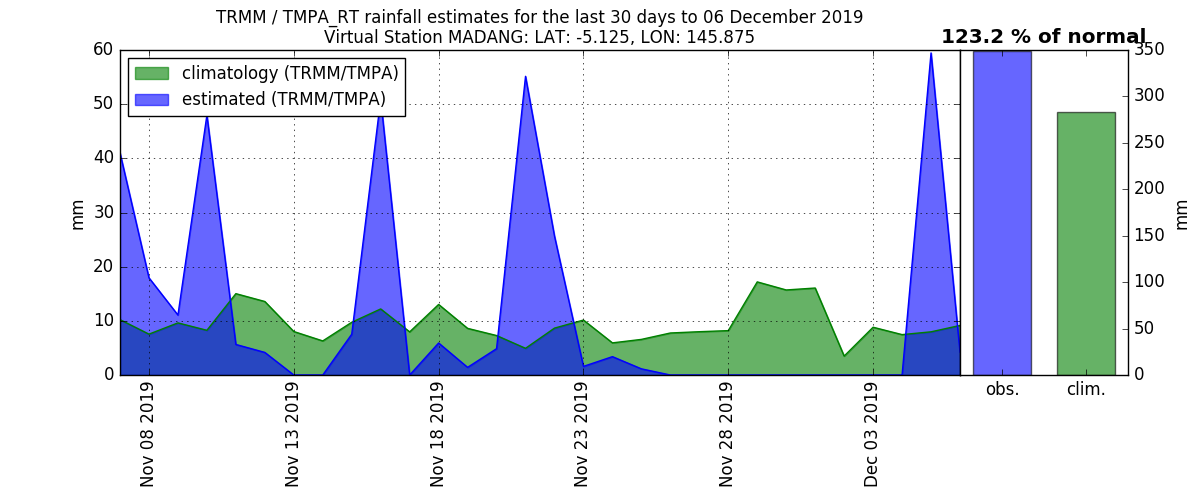 TRMM / TMPA_RT rainfall estimates for the last 30 days to 06 December 2019
Virtual Station MADANG: LAT: -5.125, LON: 145.875
123.2 % of normal
climatology (TRMM/TMPA)
estimated (TRMM/TMPA)
60
50
40
30
20
10
0
mm
Nov 08 2019
Nov 13 2019
Nov 18 2019
Nov 23 2019
Nov 28 2019
Dec 03 2019
obs.
clim.
350
300
250
200
150
100
50
0
mm